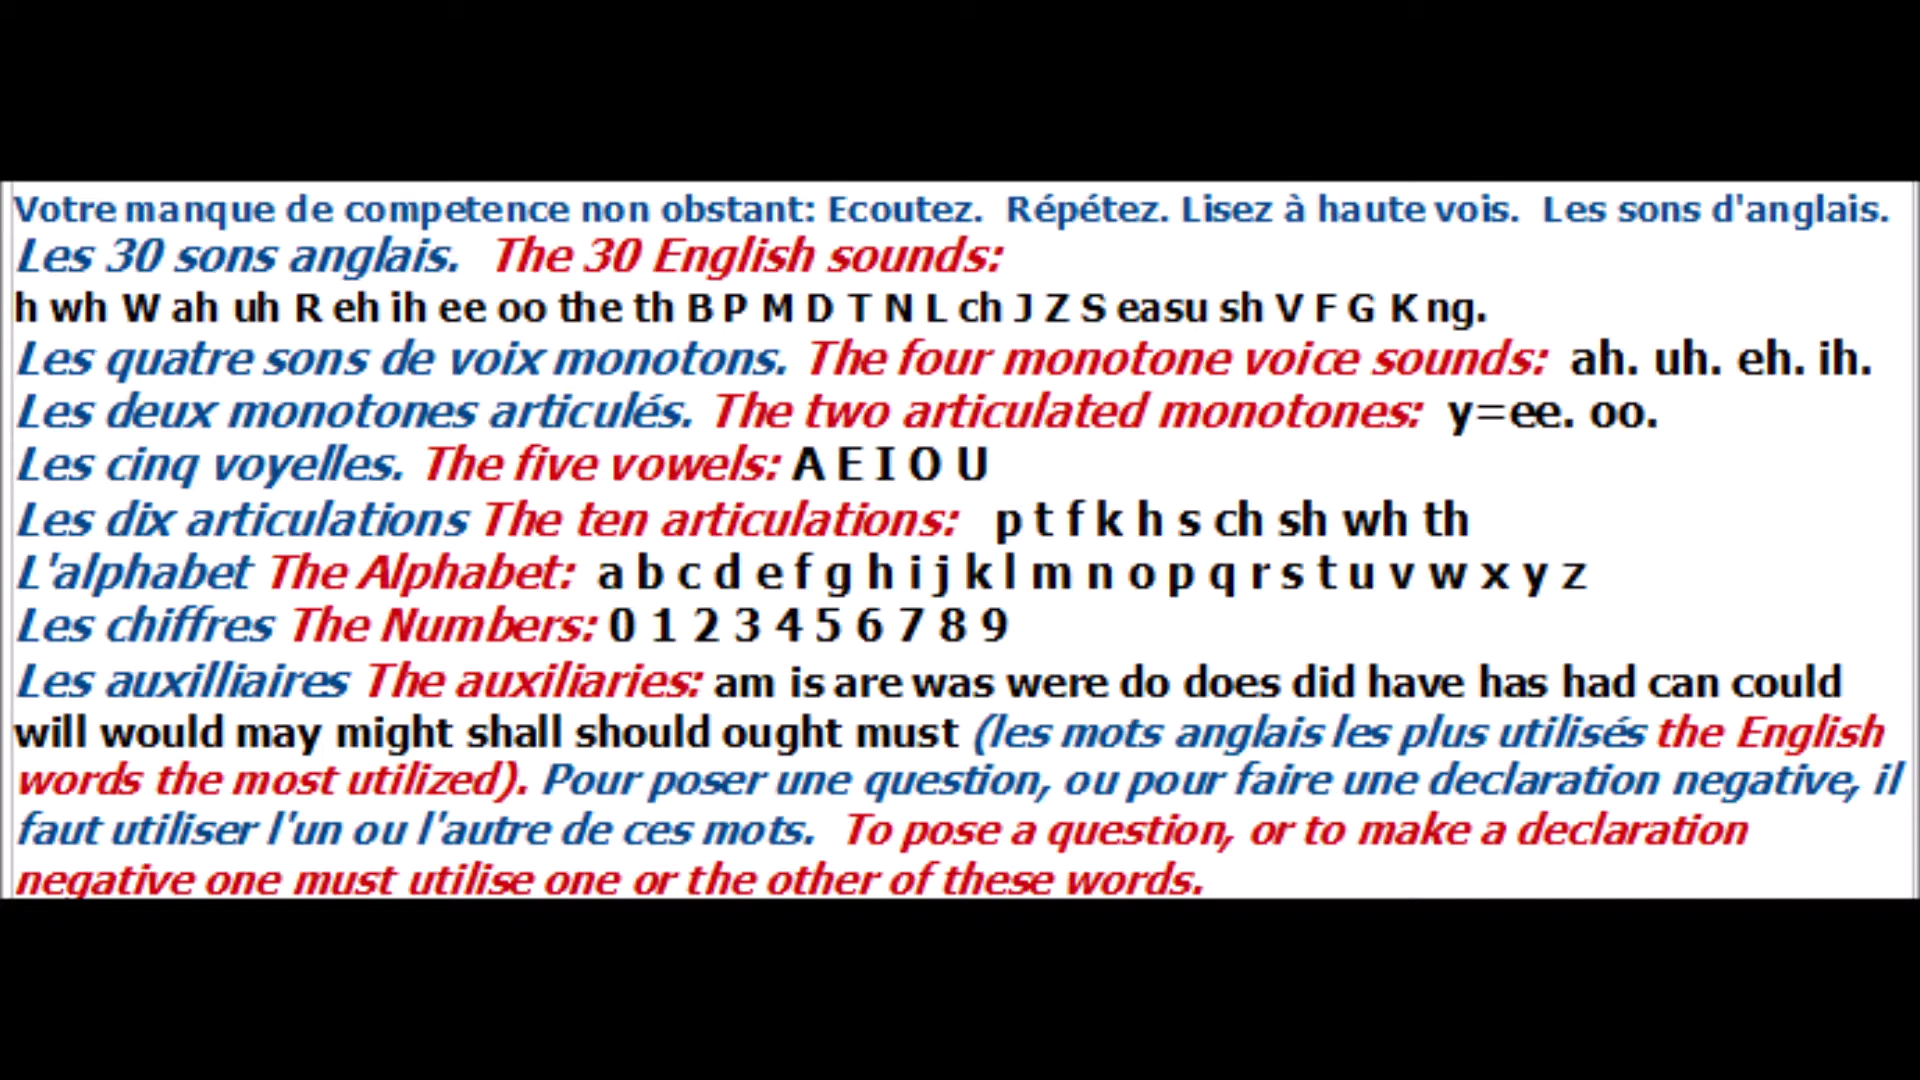 Votre manque de competence non obstant: Ecoutez. Répétez. Lisez à haute vois. Les sons d'anglais.
Les 30 sons anglais. The 30 English sounds:
h wh W ah uh R eh ih ee oo the th B P M D T N L ch J Z S easu sh V F G K ng.
Les quatre sons de voix monotons. The four monotone voice sounds: ah. uh. eh. ih.
Les deux monotones articulés. The two articulated monotones: y=ee. oo.
Les cinq voyelles. The five vowels: A E I O U
Les dix articulations The ten articulations: p t f k h s ch sh wh th
L'alphabet The Alphabet: a b c d e f g h i j k l m n o p q r s t u v w x y z
Les chiffres The Numbers: 0 1 2 3 4 5 6 7 8 9
Les auxilliaires The auxiliaries: am is are was were do does did have has had can could
will would may might shall should ought must (les mots anglais les plus utilisés the English
words the most utilized). Pour poser une question, ou pour faire une declaration negative, il
faut utiliser l'un ou l'autre de ces mots. To pose a question, or to make a declaration
negative one must utilise one or the other of these words.